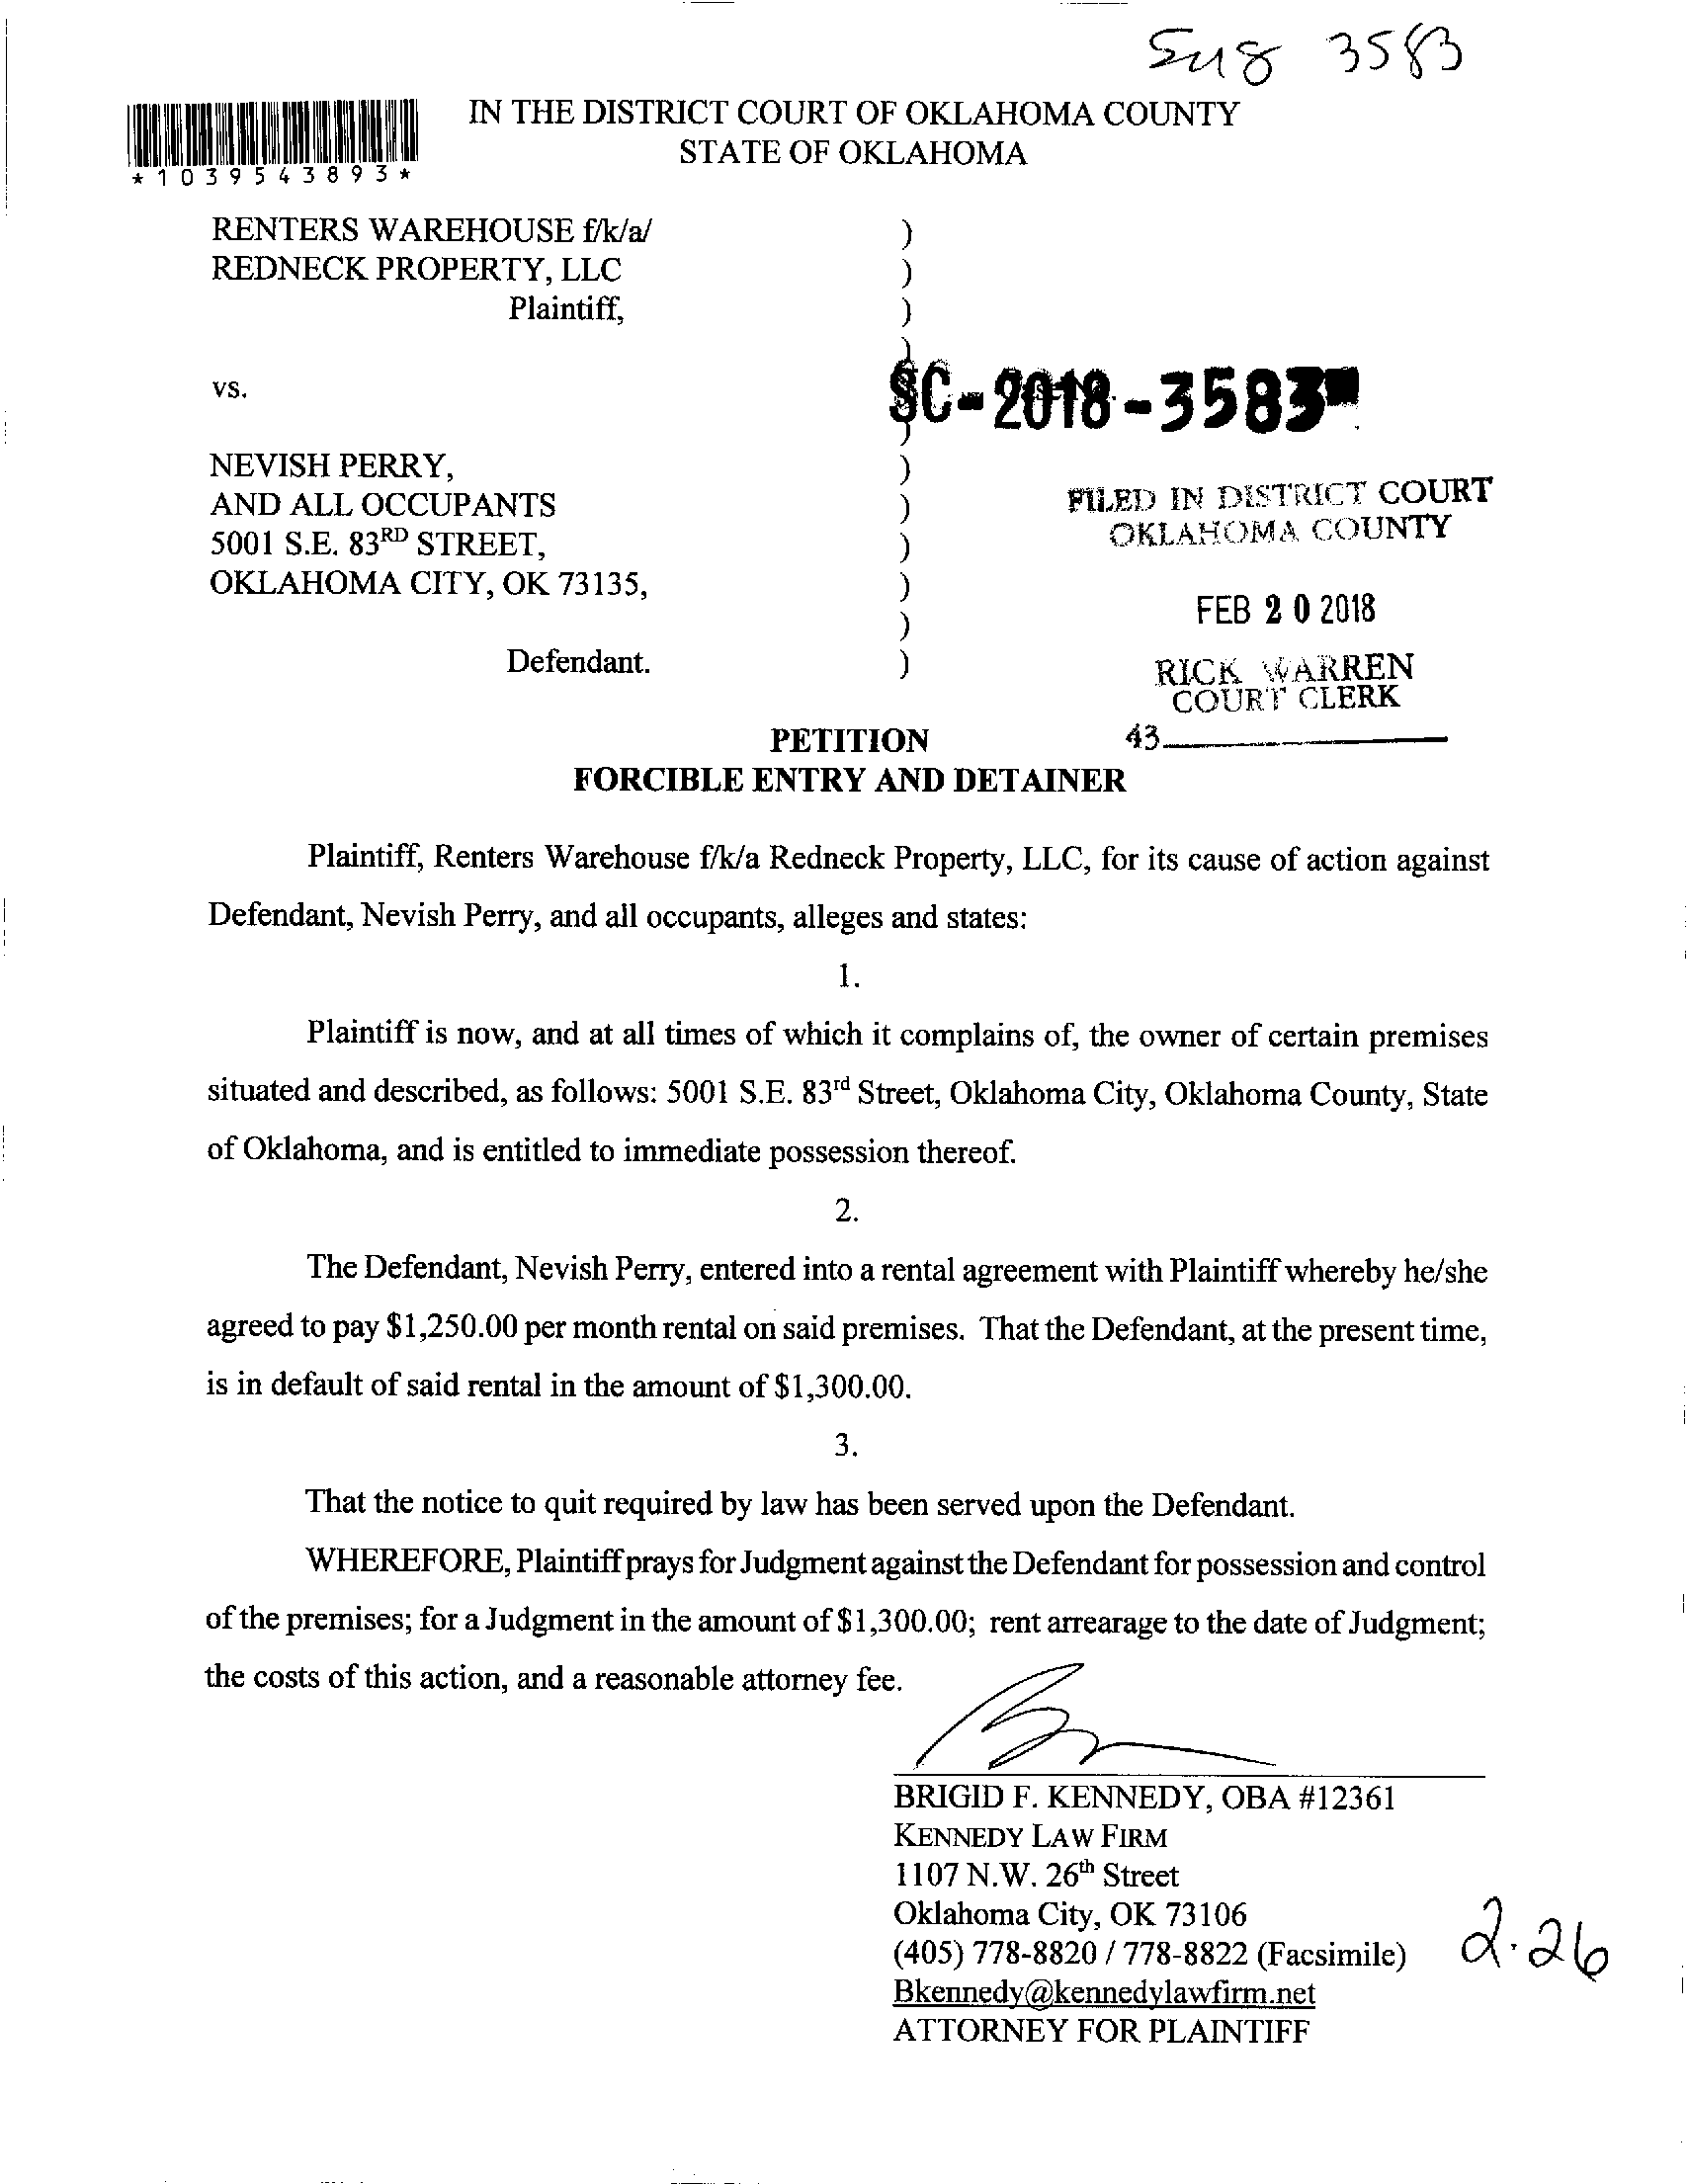 3583
IN THE DISTRICT COURT OF OKLAHOMA COUNTY
STATE OF OKLAHOMA
*1039543893*
RENTERS WAREHOUSE f/k/a/ )
REDNECK PROPERTY, LLC )
Plaintiff, )
)
vs.
SC-2018-3583
)
NEVISH PERRY, )
AND ALL OCCUPANTS )
5001 S.E. 83RD STREET, )
OKLAHOMA CITY, OK 73135, )
)
Defendant. )
FILED IN DISTRICT COURT
OKLAHOMA COUNTY
FEB 20 2018
RICK WARREN
COURT CLERK
43
PETITION
FORCIBLE ENTRY AND DETAINER
Plaintiff, Renters Warehouse f/k/a Redneck Property, LLC, for its cause of action against
Defendant, Nevish Perry, and all occupants, alleges and states:
1.
Plaintiff is now, and at all times of which it complains of, the owner of certain premises
situated and described, as follows: 5001 S.E. 83rd Street, Oklahoma City, Oklahoma County, State
of Oklahoma, and is entitled to immediate possession thereof.
2.
The Defendant, Nevish Perry, entered into a rental agreement with Plaintiff whereby he/she
agreed to pay $1,250.00 per month rental on said premises. That the Defendant, at the present time,
is in default of said rental in the amount of $1,300.00.
3.
That the notice to quit required by law has been served upon the Defendant.
WHEREFORE, Plaintiff prays for Judgment against the Defendant for possession and control
of the premises; for a Judgment in the amount of $1,300.00; rent arrearage to the date of Judgment;
the costs of this action, and a reasonable attorney fee.
BRIGID F. KENNEDY, OBA #12361
KENNEDY LAW FIRM
1107 N.W. 26th Street
Oklahoma City, OK 73106
(405) 778-8820 / 778-8822 (Facsimile)
Bkennedy@kennedylawfirm.net
ATTORNEY FOR PLAINTIFF
2.26